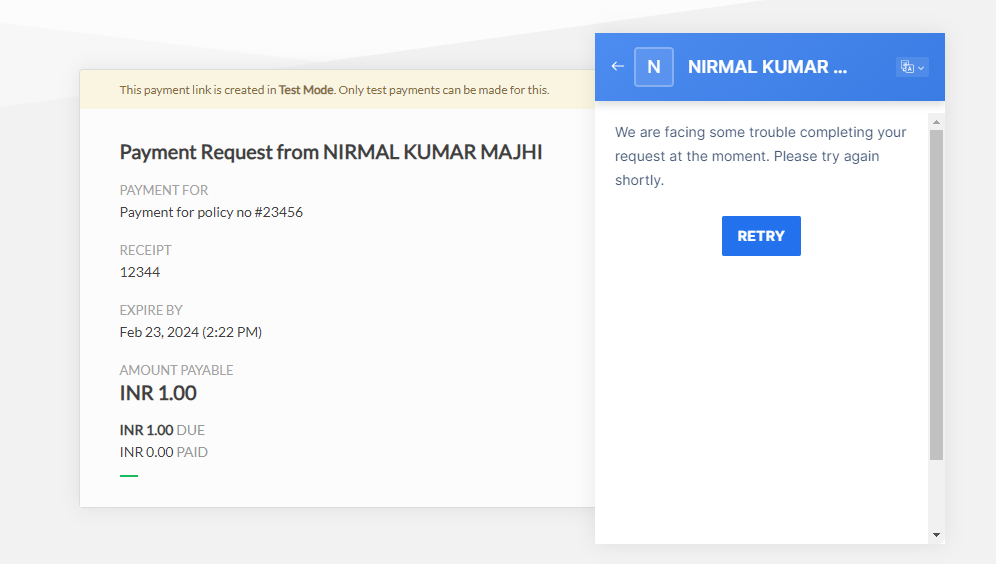 This payment link is created in Test Mode. Only test payments can be made for this.
Payment Request from NIRMAL KUMAR MAJHI
PAYMENT FOR
Payment for policy no #23456
RECEIPT
12344
EXPIRE BY
Feb 23, 2024 (2:22 PM)
AMOUNT PAYABLE
INR 1.00
INR 1.00 DUE
INR 0.00 PAID
N NIRMAL KUMAR ...
We are facing some trouble completing your
request at the moment. Please try again
shortly.
RETRY